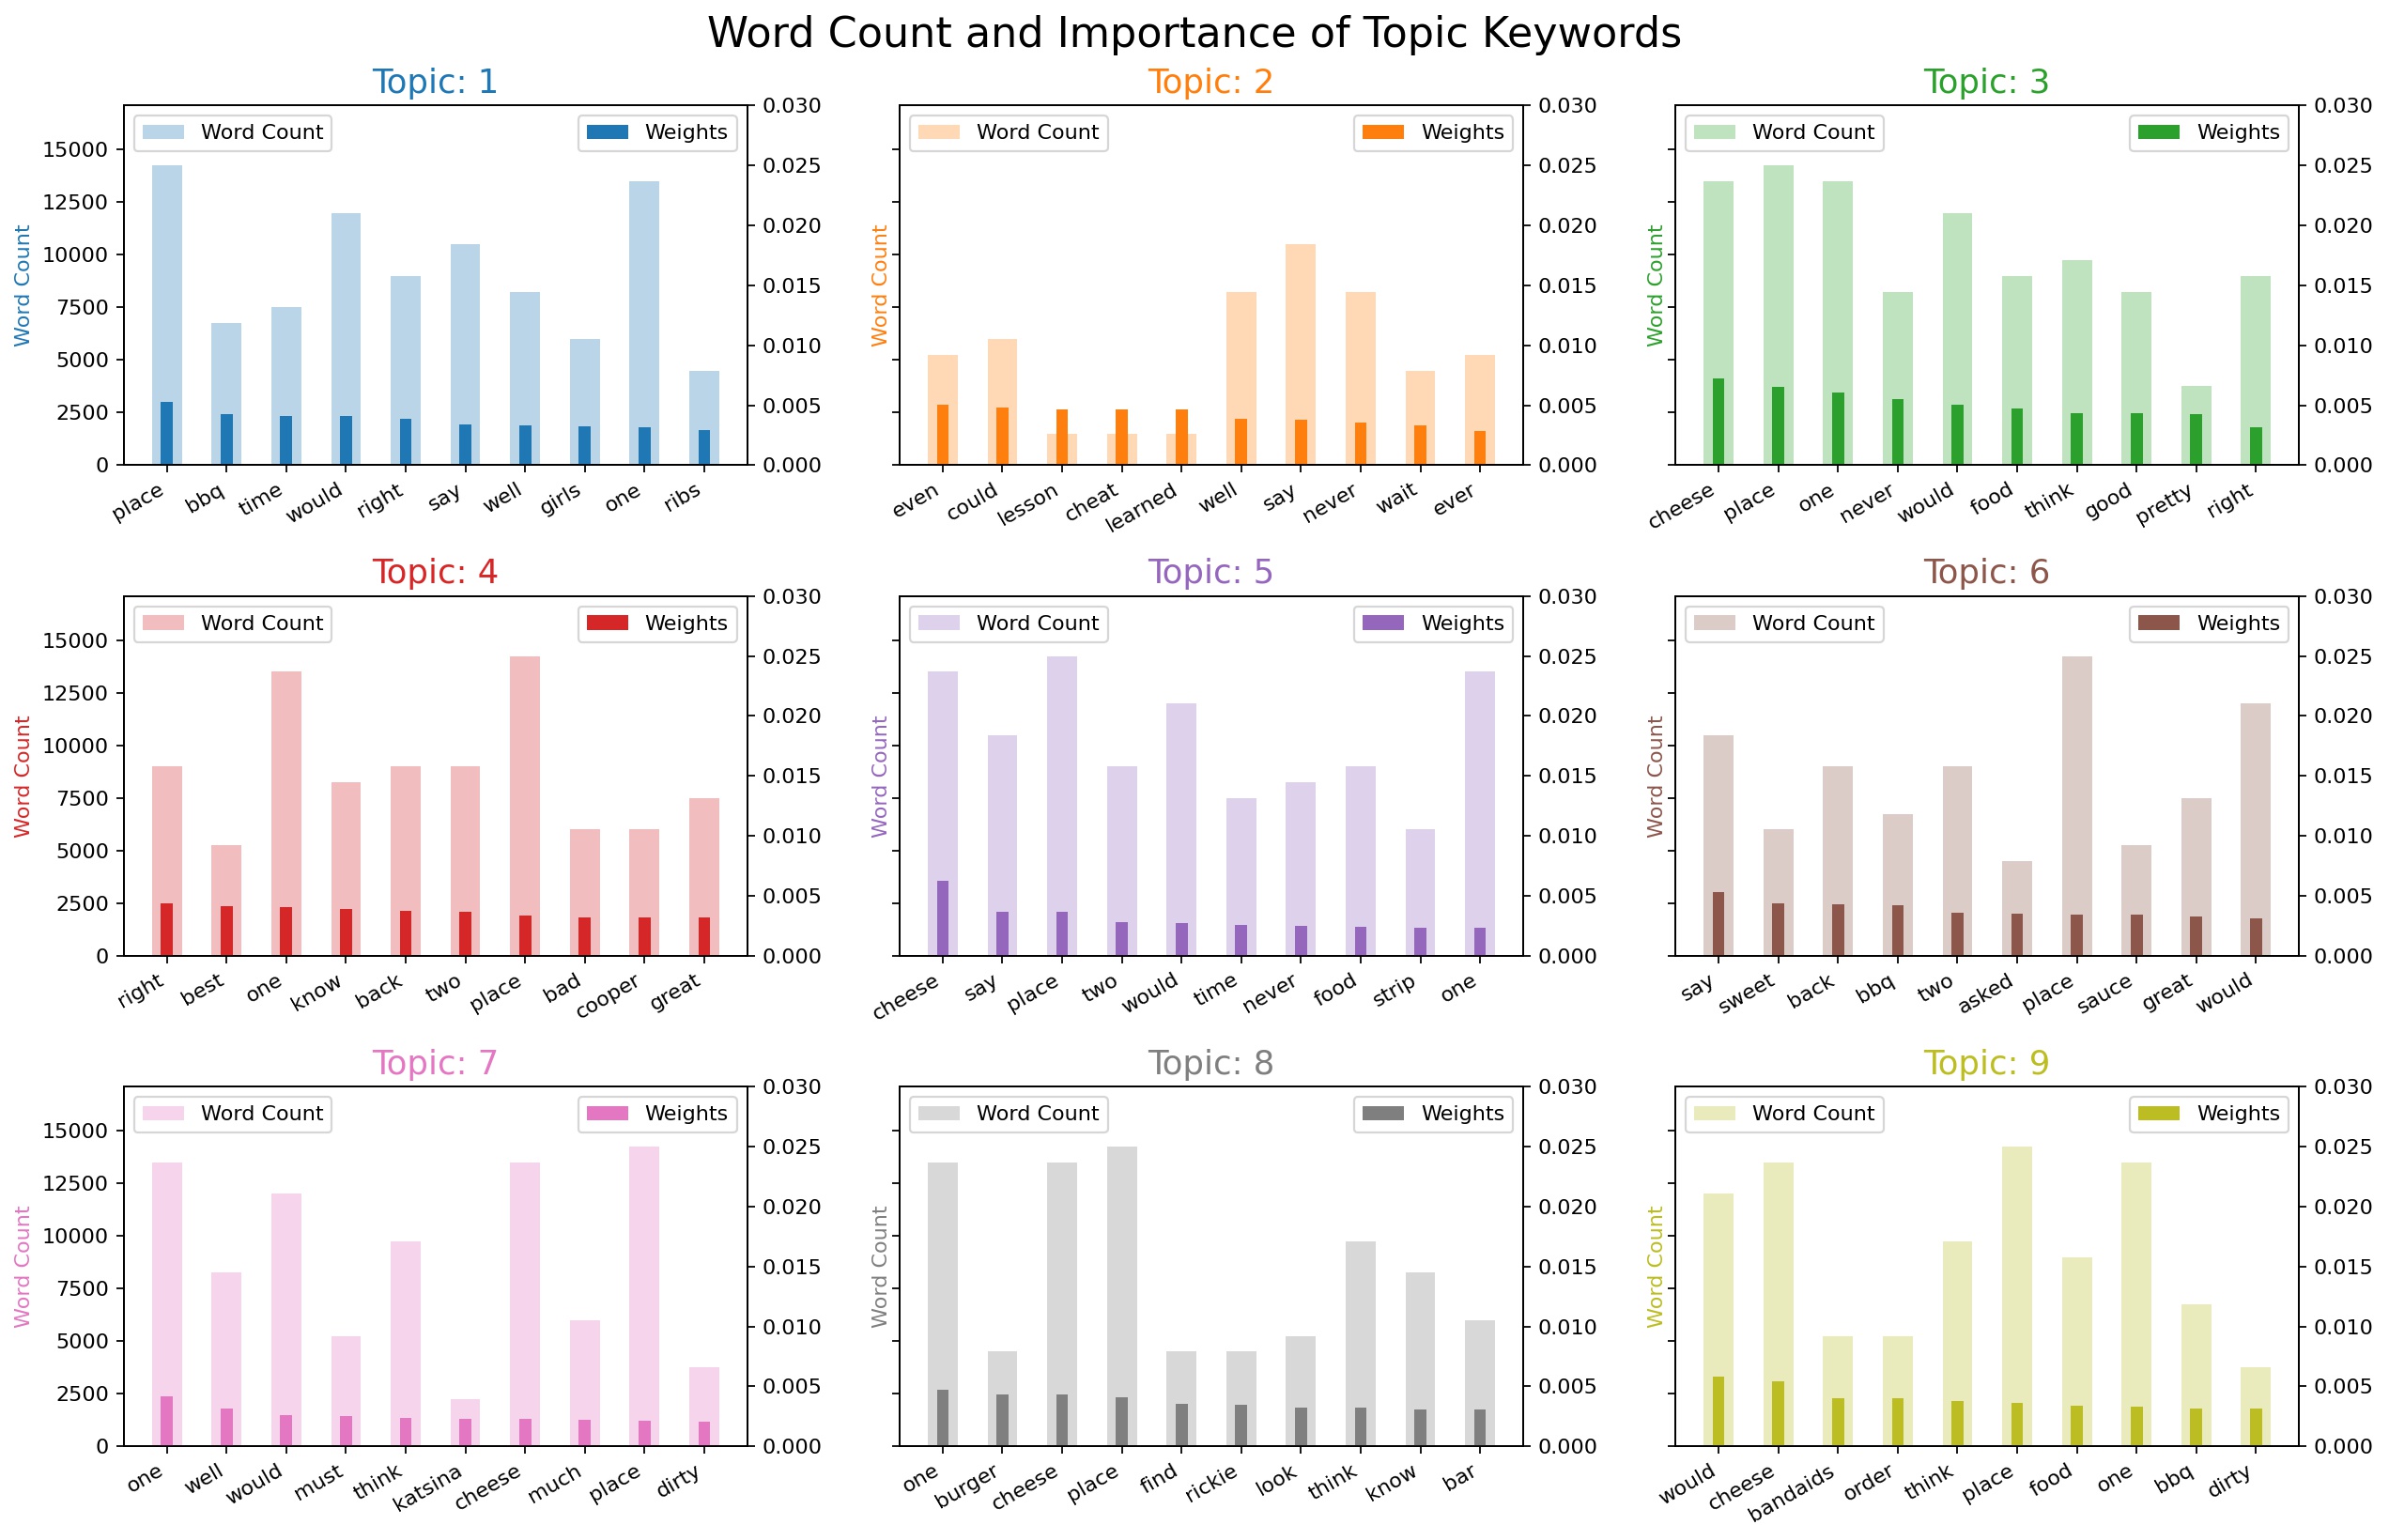 Word Count and Importance of Topic Keywords
Topic: 1
Word Count
Weights
15000
12500
10000
7500
5000
2500
0
0.030
0.025
0.020
0.015
0.010
0.005
0.000
Word Count
place bbq time would right say well girls one ribs
Topic: 2
Word Count
Weights
0.030
0.025
0.020
0.015
0.010
0.005
0.000
Word Count
even could lesson cheat learned well say never wait ever
Topic: 3
Word Count
Weights
0.030
0.025
0.020
0.015
0.010
0.005
0.000
Word Count
cheese place one never would food think good pretty right
Topic: 4
Word Count
Weights
15000
12500
10000
7500
5000
2500
0
0.030
0.025
0.020
0.015
0.010
0.005
0.000
Word Count
right best one know back two place bad cooper great
Topic: 5
Word Count
Weights
0.030
0.025
0.020
0.015
0.010
0.005
0.000
Word Count
cheese say place two would time never food strip one
Topic: 6
Word Count
Weights
0.030
0.025
0.020
0.015
0.010
0.005
0.000
Word Count
say sweet back bbq two asked place sauce great would
Topic: 7
Word Count
Weights
15000
12500
10000
7500
5000
2500
0
0.030
0.025
0.020
0.015
0.010
0.005
0.000
Word Count
one well would must think katsina cheese much place dirty
Topic: 8
Word Count
Weights
0.030
0.025
0.020
0.015
0.010
0.005
0.000
Word Count
one burger cheese place find rickie look think know bar
Topic: 9
Word Count
Weights
0.030
0.025
0.020
0.015
0.010
0.005
0.000
Word Count
would cheese bandaids order think place food one bbq dirty